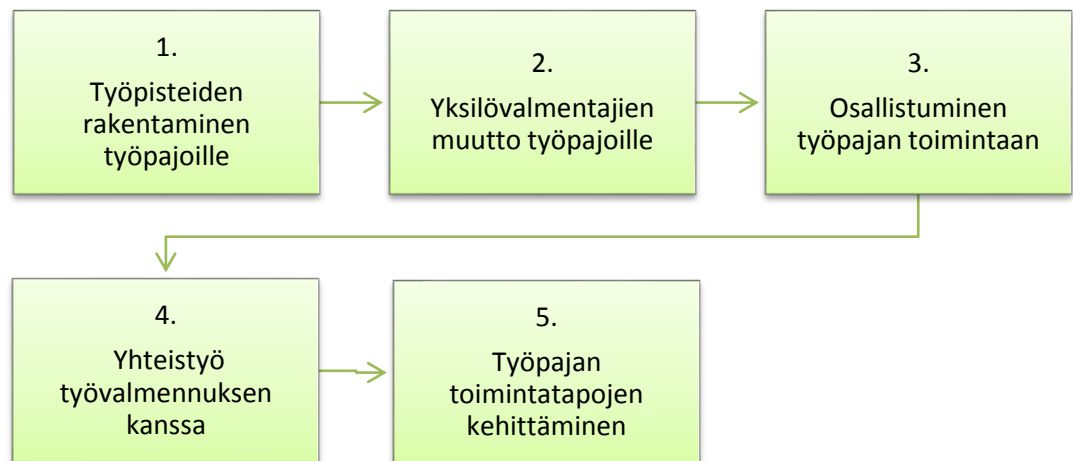 1.
Työpisteiden
rakentaminen
työpajoille
2.
Yksilövalmentajien
muutto työpajoille
3.
Osallistuminen
työpajan toimintaan
4.
Yhteistyö
työvalmennuksen
kanssa
5.
Työpajan
toimintatapojen
kehittäminen